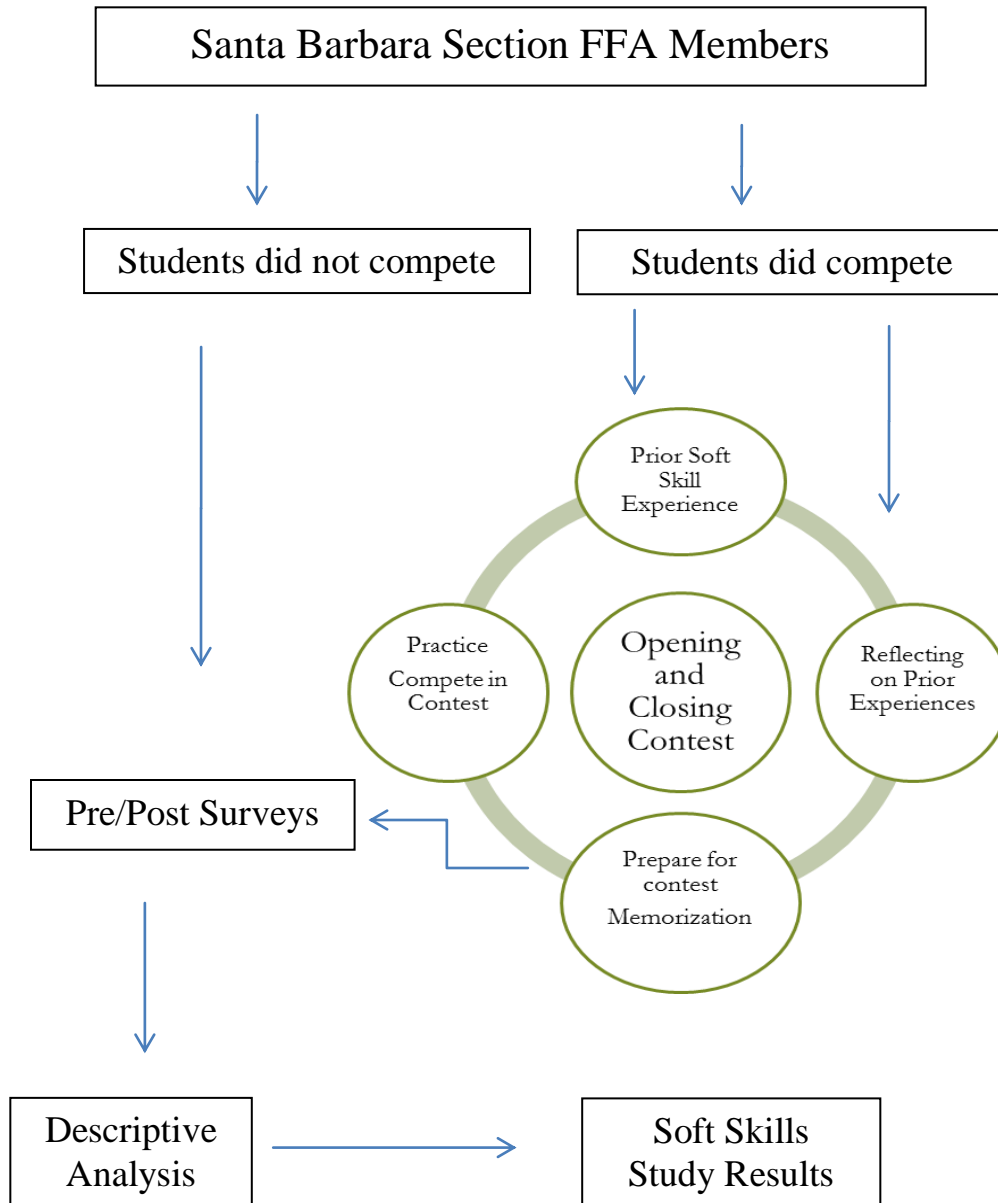 Santa Barbara Section FFA Members
Students did not compete
Students did compete
Prior Soft
Skill
Experience
Practice
Compete in
Contest
Opening
and
Closing
Contest
Reflecting
on Prior
Experiences
Pre/Post Surveys
Prepare for
contest
Memorization
Descriptive
Analysis
Soft Skills
Study Results